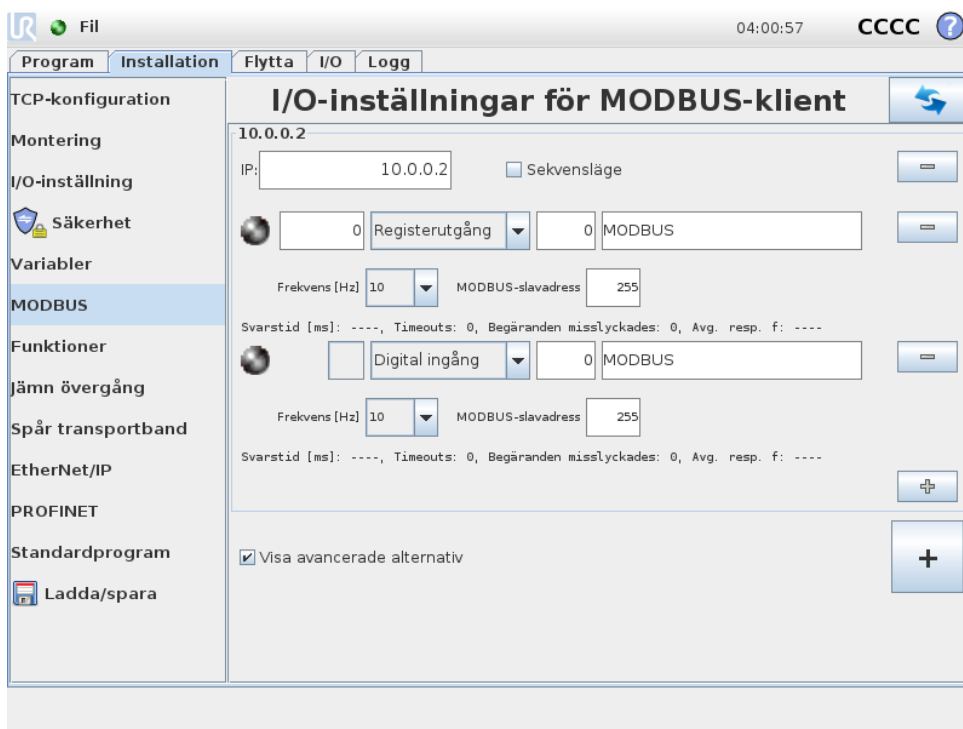 UR Fil 04:00:57 CCCC ?
Program Installation Flytta I/O Logg
TCP-konfiguration
Montering
I/O-inställning
Säkerhet
Variabler
MODBUS
Funktioner
Jämn övergång
Spår transportband
EtherNet/IP
PROFINET
Standardprogram
Ladda/spara
I/O-inställningar för MODBUS-klient
10.0.0.2
IP: 10.0.0.2 Sekvensläge
0 Registerutgång 0 MODBUS
Frekvens [Hz] 10 MODBUS-slavadress 255
Svarstid [ms]: ----, Timeouts: 0, Begäranden misslyckades: 0, Avg. resp. f: ----
Digital ingång 0 MODBUS
Frekvens [Hz] 10 MODBUS-slavadress 255
Svarstid [ms]: ----, Timeouts: 0, Begäranden misslyckades: 0, Avg. resp. f: ----
Visa avancerade alternativ